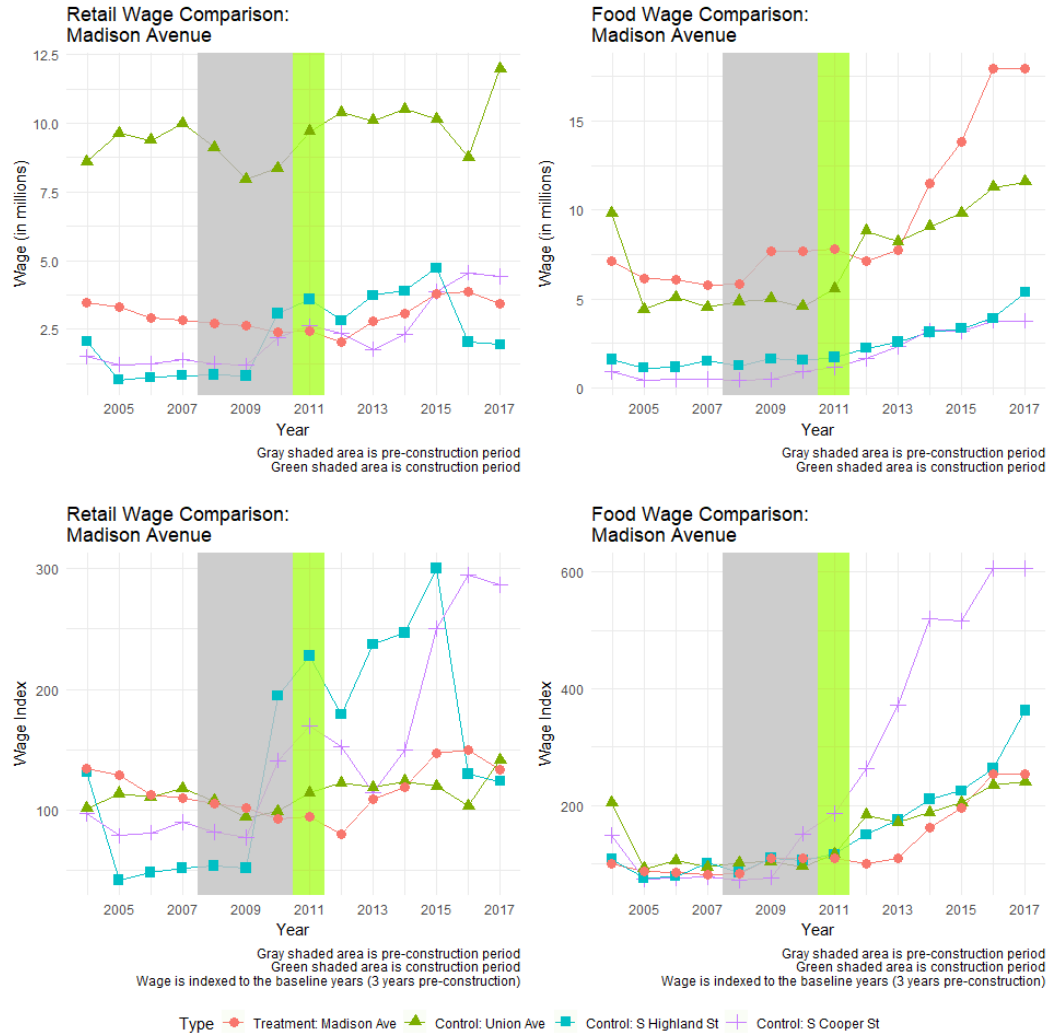 Retail Wage Comparison:
Madison Avenue
Wage (in millions)
12.5
10.0
7.5
5.0
2.5
2005 2007 2009 2011 2013 2015 2017
Year
Gray shaded area is pre-construction period
Green shaded area is construction period
Food Wage Comparison:
Madison Avenue
Wage (in millions)
15
10
5
0
2005 2007 2009 2011 2013 2015 2017
Year
Gray shaded area is pre-construction period
Green shaded area is construction period
Retail Wage Comparison:
Madison Avenue
Wage Index
300
200
100
2005 2007 2009 2011 2013 2015 2017
Year
Gray shaded area is pre-construction period
Green shaded area is construction period
Wage is indexed to the baseline years (3 years pre-construction)
Food Wage Comparison:
Madison Avenue
Wage Index
600
400
200
2005 2007 2009 2011 2013 2015 2017
Year
Gray shaded area is pre-construction period
Green shaded area is construction period
Wage is indexed to the baseline years (3 years pre-construction)
Type Treatment: Madison Ave Control: Union Ave Control: S Highland St Control: S Cooper St